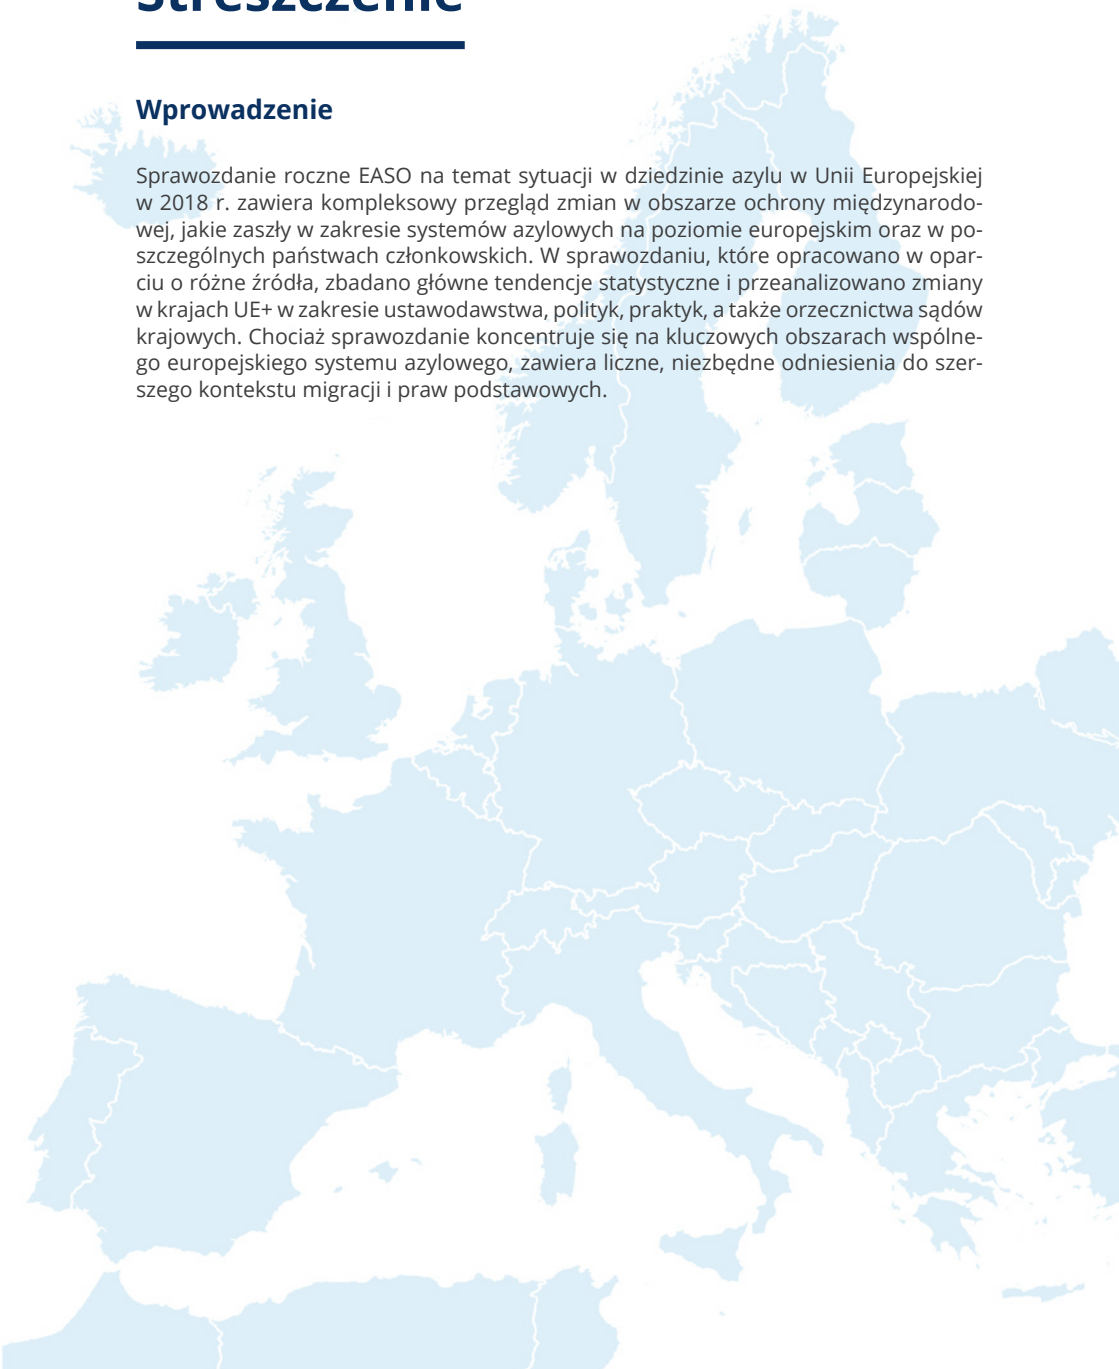 Streszczenie
Wprowadzenie
Sprawozdanie roczne EASO na temat sytuacji w dziedzinie azylu w Unii Europejskiej
w 2018 r. zawiera kompleksowy przegląd zmian w obszarze ochrony międzynarodo-
wej, jakie zaszły w zakresie systemów azylowych na poziomie europejskim oraz w po-
szczególnych państwach członkowskich. W sprawozdaniu, które opracowano w opar-
ciu o różne źródła, zbadano główne tendencje statystyczne i przeanalizowano zmiany
w krajach UE+ w zakresie ustawodawstwa, polityk, praktyk, a także orzecznictwa sądów
krajowych. Chociaż sprawozdanie koncentruje się na kluczowych obszarach wspólne-
go europejskiego systemu azylowego, zawiera liczne, niezbędne odniesienia do szer-
szego kontekstu migracji i praw podstawowych.